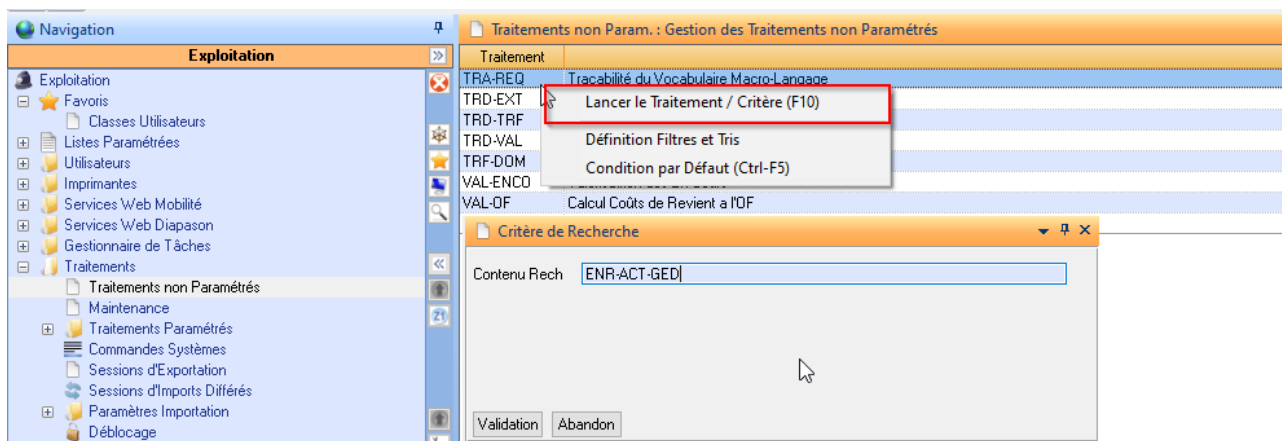 Navigation
Exploitation
Exploitation
Favoris
Classes Utilisateurs
Listes Paramétrées
Utilisateurs
Imprimantes
Services Web Mobilité
Services Web Diapason
Gestionnaire de Tâches
Traitements
Traitements non Paramétrés
Maintenance
Traitements Paramétrés
Commandes Systèmes
Sessions d'Exportation
Sessions d'Imports Différés
Paramètres Importation
Déblocage
Traitements non Param. : Gestion des Traitements non Paramétrés
Traitement
TRA-REQ Tracabilité du Vocabulaire Macro-Langage
TRD-EXT
TRD-TRF
TRD-VAL
TRF-DOM
VAL-ENCO
VAL-OF Calcul Coûts de Revient a l'OF
Lancer le Traitement / Critère (F10)
Définition Filtres et Tris
Condition par Défaut (Ctrl-F5)
Critère de Recherche
Contenu Rech ENR-ACT-GED
Validation Abandon